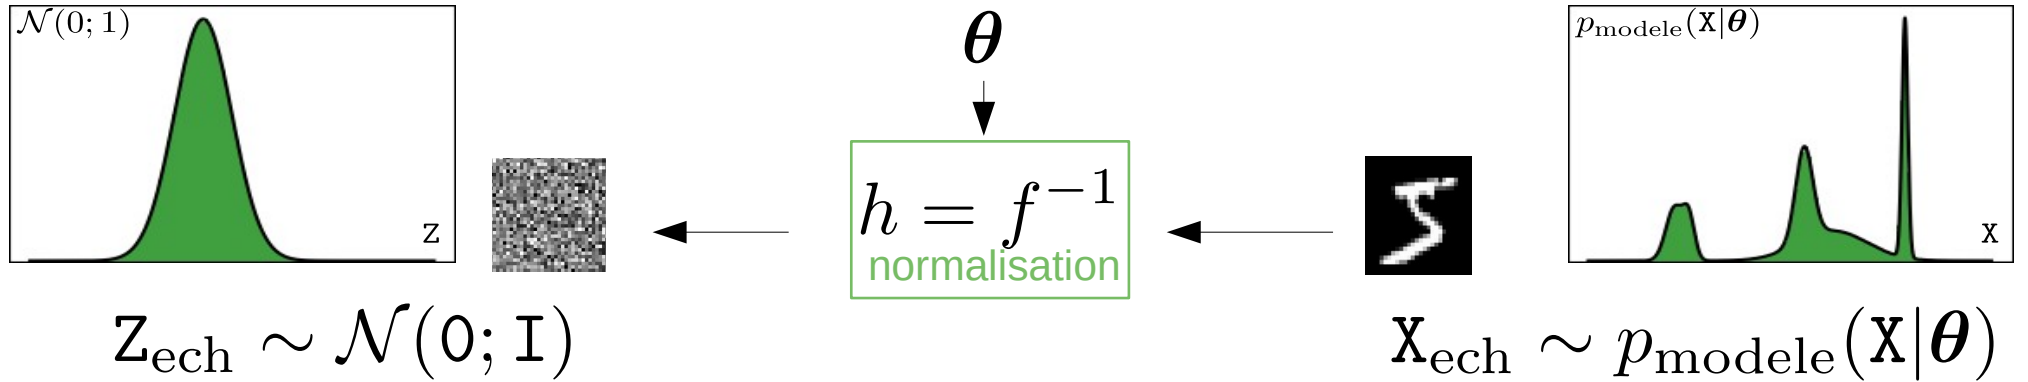 𝒩(0; 1)
z
Z_ech ∼ 𝒩(0; I)
θ
h = f⁻¹
normalisation
p_modele(x|θ)
x
X_ech ∼ p_modele(X|θ)